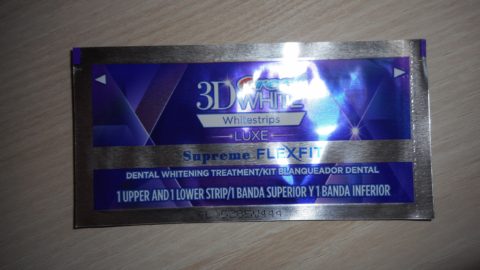 3D WHITE
Whitestrips
LUXE
Supreme FLEXFIT
DENTAL WHITENING TREATMENT/KIT BLANQUEADOR DENTAL
1 UPPER AND 1 LOWER STRIP/1 BANDA SUPERIOR Y 1 BANDA INFERIOR